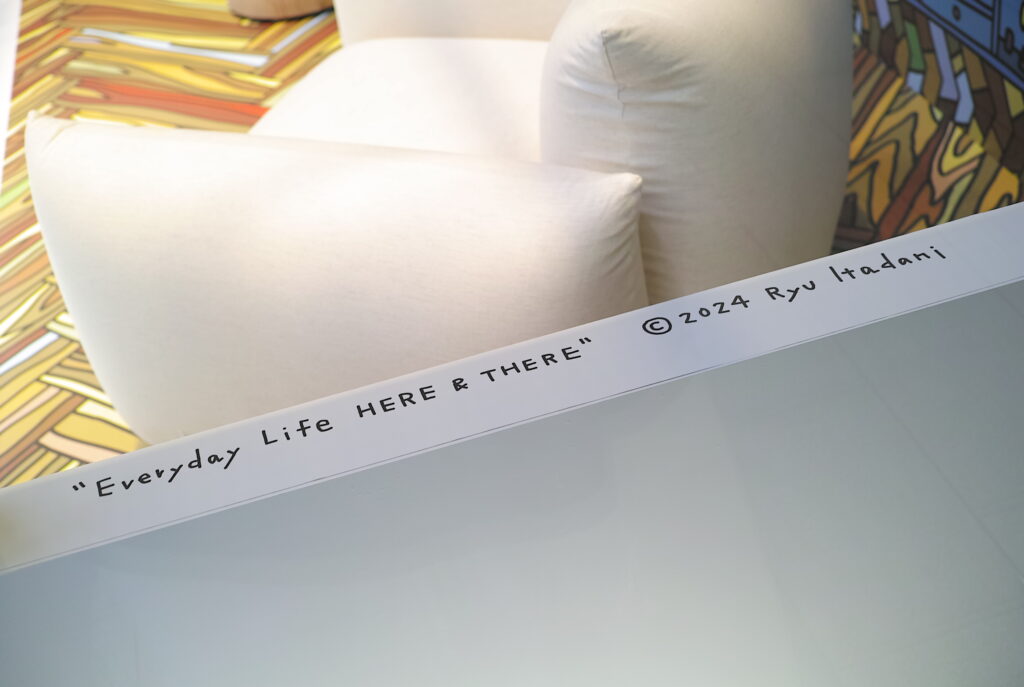 "Everyday Life HERE & THERE" © 2024 Ryu Itadani